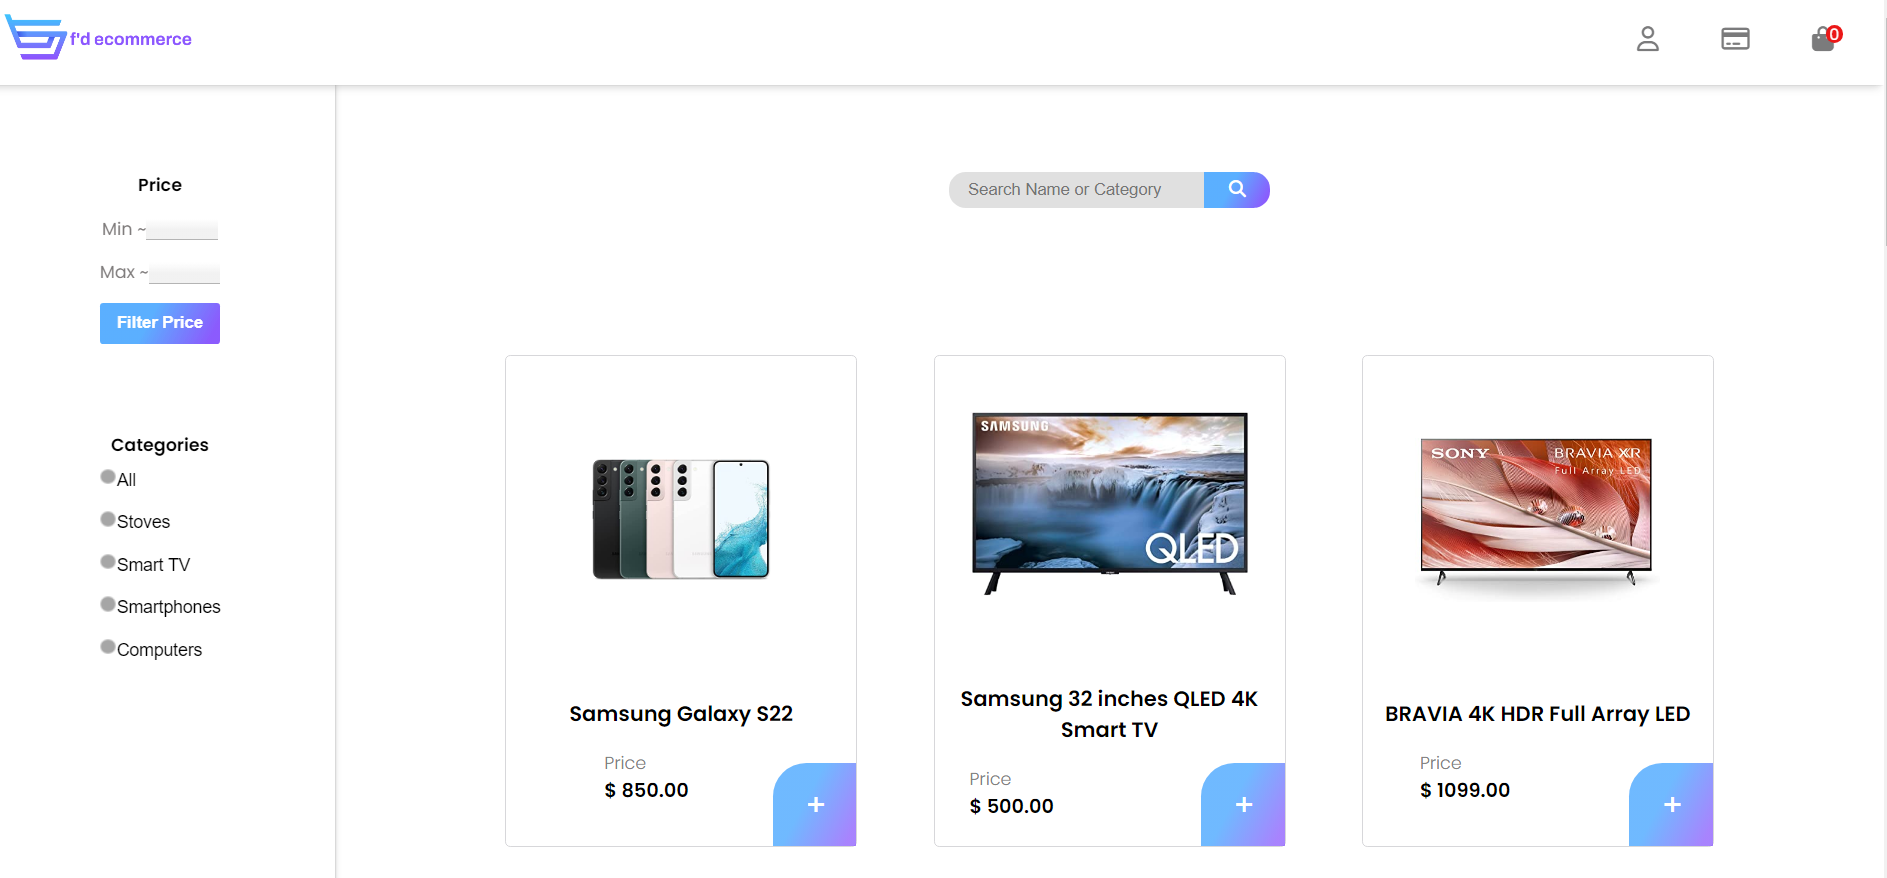 f'd ecommerce
0
Price
Min ~
Max ~
Filter Price
Categories
All
Stoves
Smart TV
Smartphones
Computers
Search Name or Category
SAMSUNG
QLED
SONY
BRAVIA XR
Full Array LED
Samsung Galaxy S22
Price
$ 850.00
+
Samsung 32 inches QLED 4K
Smart TV
Price
$ 500.00
+
BRAVIA 4K HDR Full Array LED
Price
$ 1099.00
+